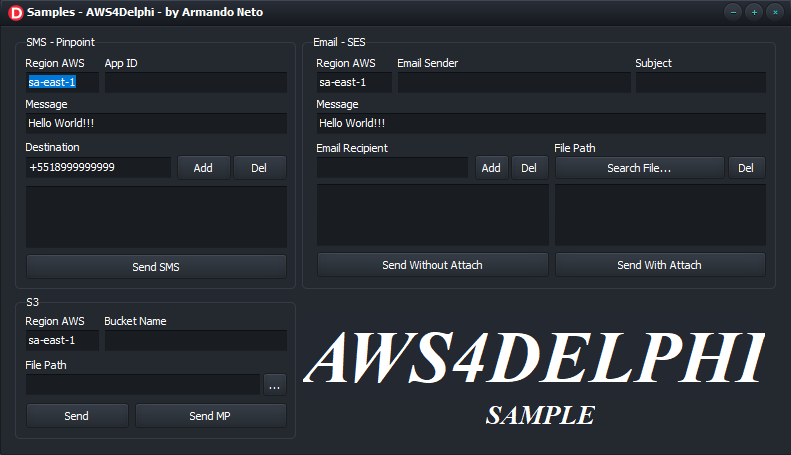 Samples - AWS4Delphi - by Armando Neto
SMS - Pinpoint
Region AWS App ID
sa-east-1
Message
Hello World!!!
Destination
+5518999999999 Add Del
Send SMS
Email - SES
Region AWS Email Sender Subject
sa-east-1
Message
Hello World!!!
Email Recipient File Path
Add Del Search File... Del
Send Without Attach Send With Attach
S3
Region AWS Bucket Name
sa-east-1
File Path
...
Send Send MP
AWS4DELPHI
SAMPLE